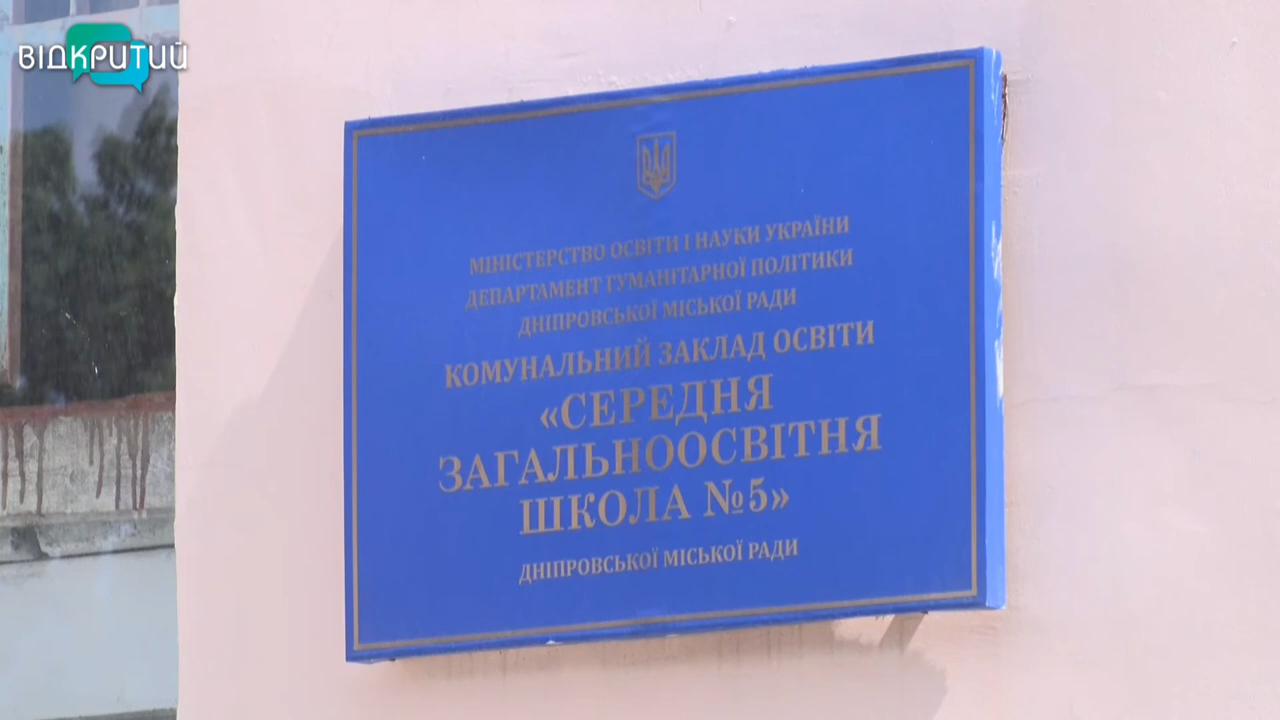 ВІДКРИТИЙ
МІНІСТЕРСТВО ОСВІТИ І НАУКИ УКРАЇНИ
ДЕПАРТАМЕНТ ГУМАНІТАРНОЇ ПОЛІТИКИ
ДНІПРОВСЬКОЇ МІСЬКОЇ РАДИ
КОМУНАЛЬНИЙ ЗАКЛАД ОСВІТИ
«СЕРЕДНЯ
ЗАГАЛЬНООСВІТНЯ
ШКОЛА №5»
ДНІПРОВСЬКОЇ МІСЬКОЇ РАДИ